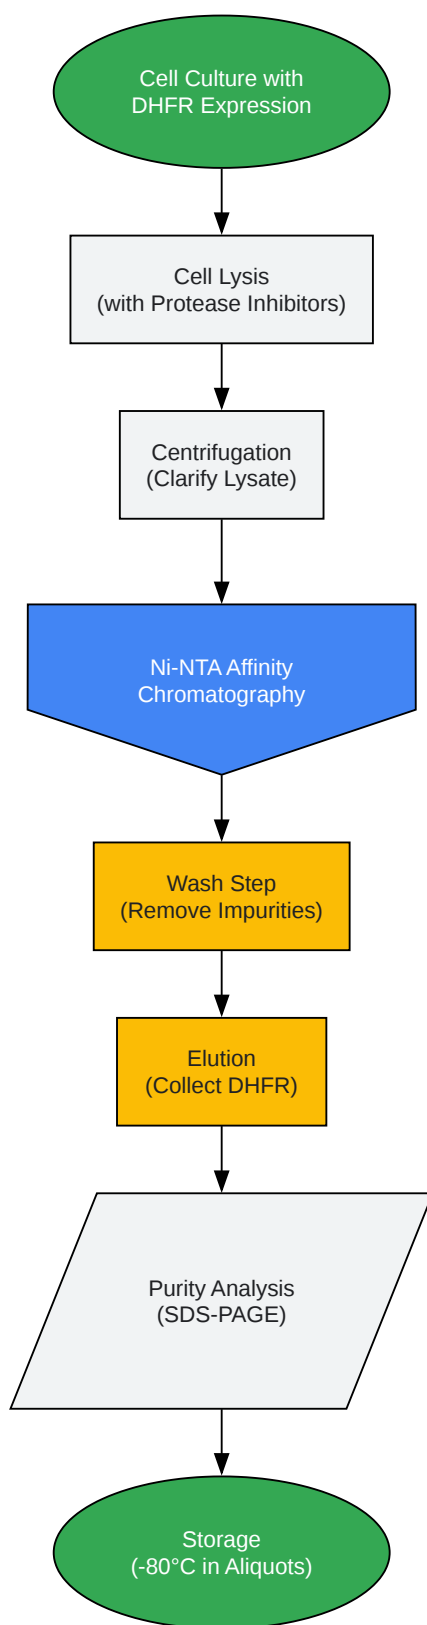 Cell Culture with
DHFR Expression
Cell Lysis
(with Protease Inhibitors)
Centrifugation
(Clarify Lysate)
Ni-NTA Affinity
Chromatography
Wash Step
(Remove Impurities)
Elution
(Collect DHFR)
Purity Analysis
(SDS-PAGE)
Storage
(-80°C in Aliquots)